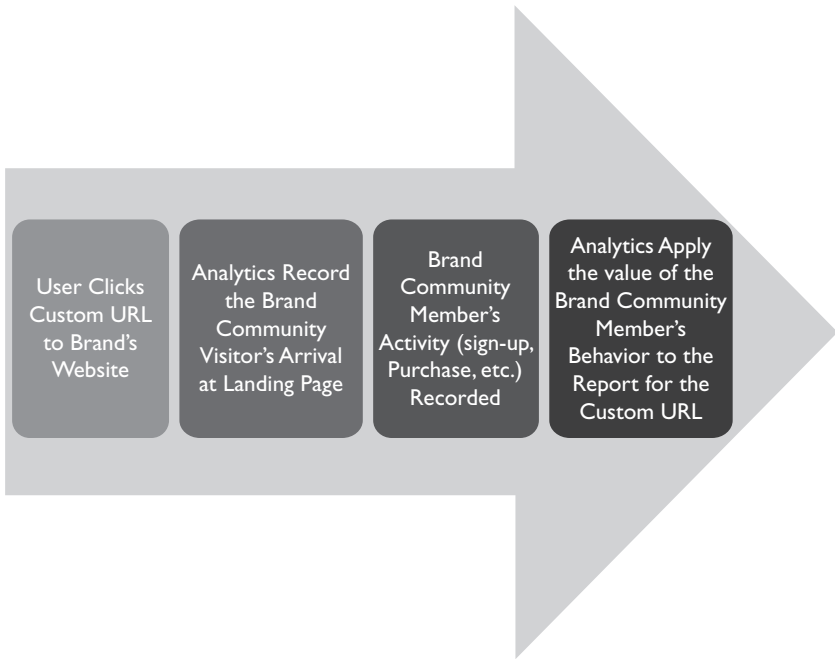 User Clicks
Custom URL
to Brand’s
Website
Analytics Record
the Brand
Community
Visitor’s Arrival
at Landing Page
Brand
Community
Member’s
Activity (sign-up,
Purchase, etc.)
Recorded
Analytics Apply
the value of the
Brand Community
Member’s
Behavior to the
Report for the
Custom URL